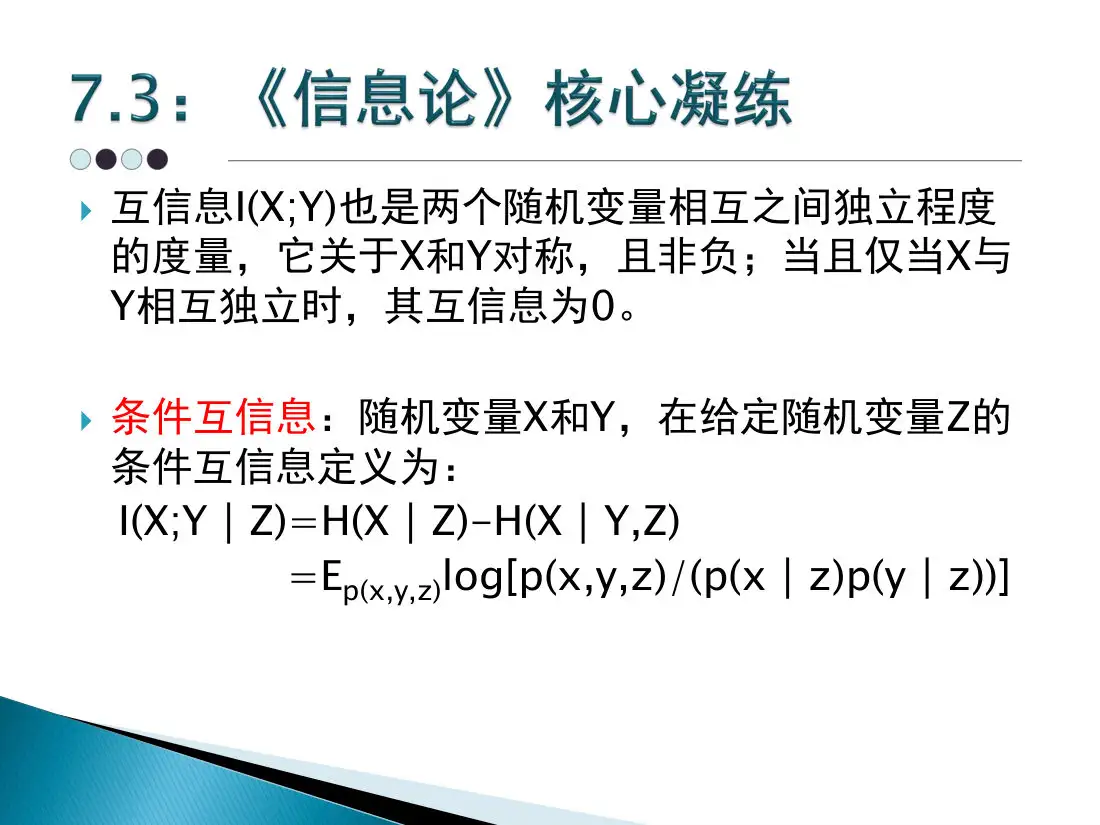 7.3：《信息论》核心凝练
互信息I(X;Y)也是两个随机变量相互之间独立程度
的度量，它关于X和Y对称，且非负；当且仅当X与
Y相互独立时，其互信息为0。
条件互信息：随机变量X和Y，在给定随机变量Z的
条件互信息定义为：
I(X;Y | Z)=H(X | Z)-H(X | Y,Z)
=Ep(x,y,z)log[p(x,y,z)/(p(x | z)p(y | z))]